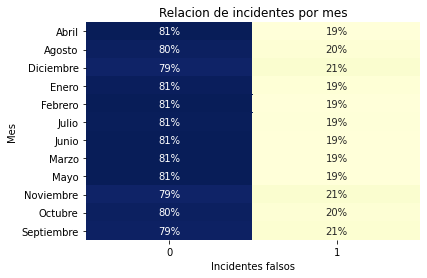 Relacion de incidentes por mes
Mes
Abril 81% 19%
Agosto 80% 20%
Diciembre 79% 21%
Enero 81% 19%
Febrero 81% 19%
Julio 81% 19%
Junio 81% 19%
Marzo 81% 19%
Mayo 81% 19%
Noviembre 79% 21%
Octubre 80% 20%
Septiembre 79% 21%
0 1
Incidentes falsos